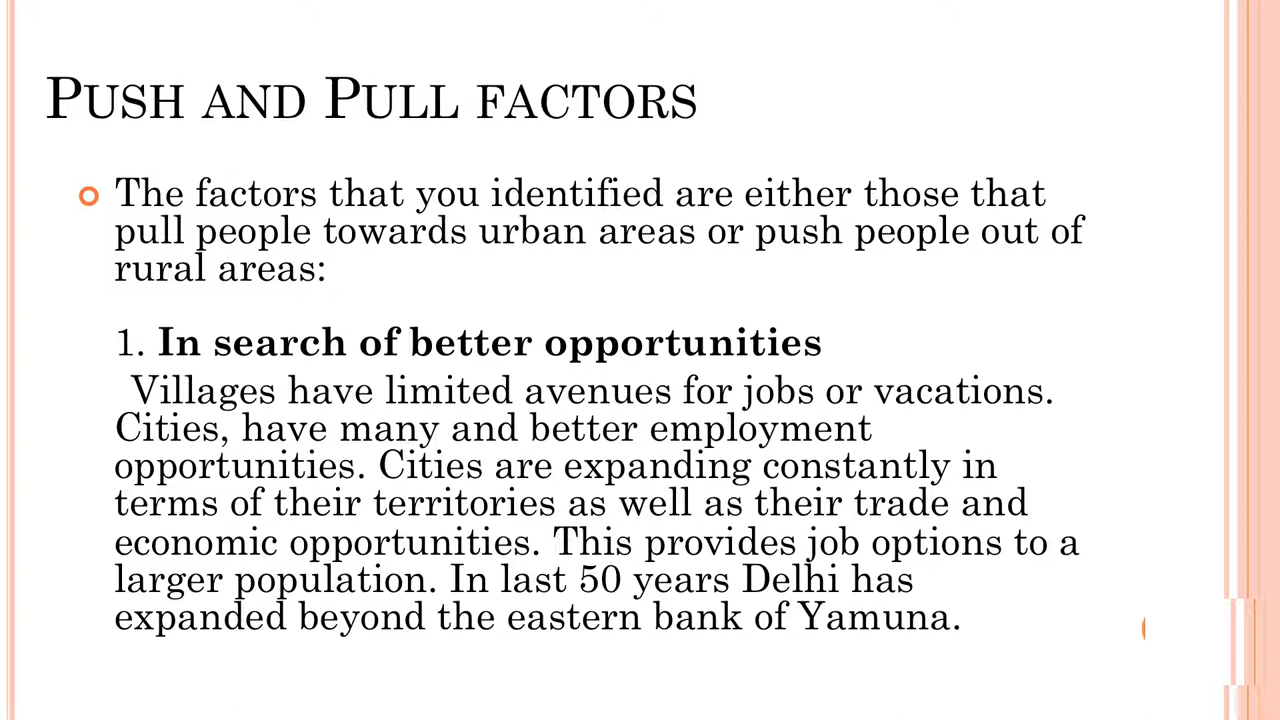 PUSH AND PULL FACTORS
The factors that you identified are either those that
pull people towards urban areas or push people out of
rural areas:
1. In search of better opportunities
Villages have limited avenues for jobs or vacations.
Cities, have many and better employment
opportunities. Cities are expanding constantly in
terms of their territories as well as their trade and
economic opportunities. This provides job options to a
larger population. In last 50 years Delhi has
expanded beyond the eastern bank of Yamuna.